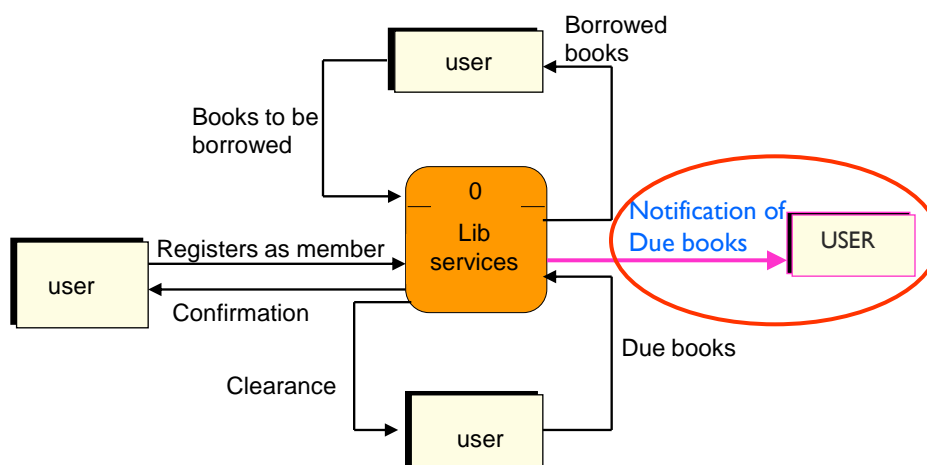 Borrowed
books
user
Books to be
borrowed
0
Lib
services
Notification of
Due books
USER
Registers as member
user
Confirmation
Due books
Clearance
user